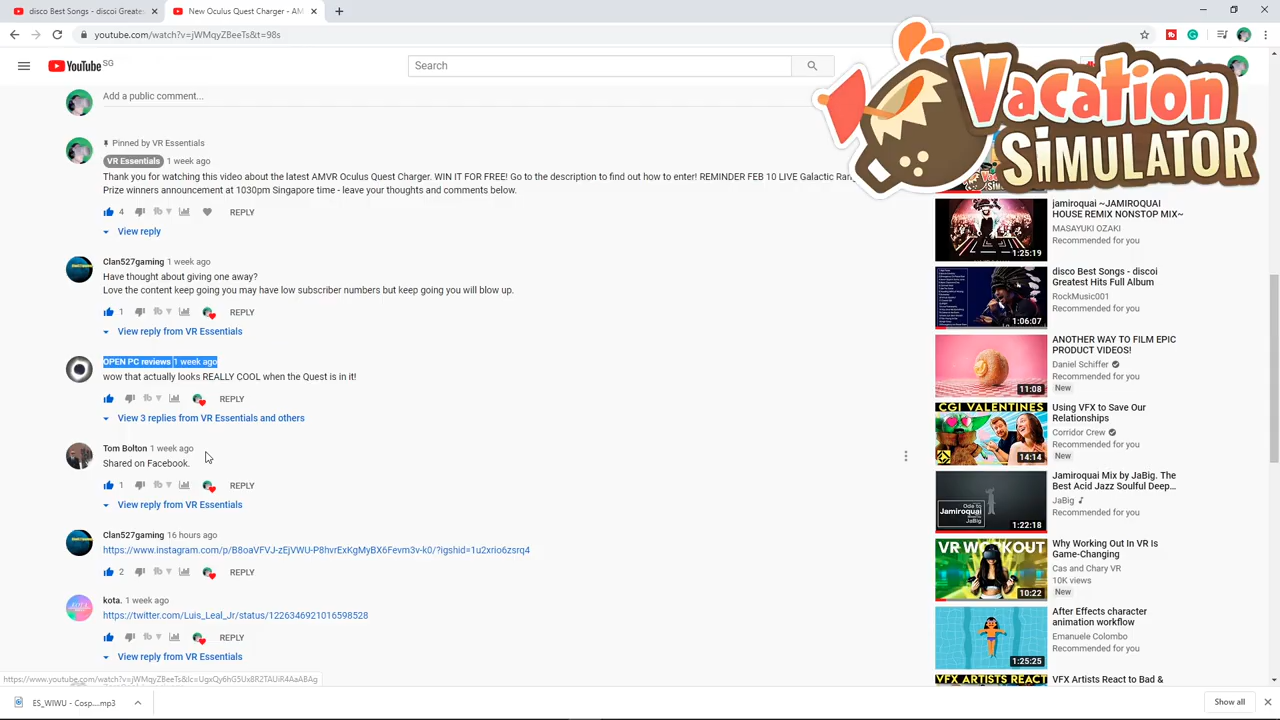 disco Best Songs - discoi Greates
New Oculus Quest Charger - AM
youtube.com/watch?v=jWMqyZBeeTs&t=98s
YouTube SG
Search
Vacation
SIMULATOR
Add a public comment...
Pinned by VR Essentials
VR Essentials 1 week ago
Thank you for watching this video about the latest AMVR Oculus Quest Charger. WIN IT FOR FREE! Go to the description to find out how to enter! REMINDER FEB 10 LIVE Galactic Ran
Prize winners announcement at 1030pm Singapore time - leave your thoughts and comments below.
4 REPLY
View reply
Clan527gaming 1 week ago
Have thought about giving one away?
Love the content keep going you may have low subscriber numbers but keep at it you will blow up
1 REPLY
View reply from VR Essentials
OPEN PC reviews 1 week ago
wow that actually looks REALLY COOL when the Quest is in it!
REPLY
View 3 replies from VR Essentials and others
Tom Bolton 1 week ago
Shared on Facebook.
1 REPLY
View reply from VR Essentials
Clan527gaming 16 hours ago
https://www.instagram.com/p/B8oaVFVJ-zEjVWU-P8hvrExKgMyBX6Fevm3v-k0/?igshid=1u2xrio6zsrq4
2 REPLY
kota. 1 week ago
https://twitter.com/Luis_Leal_Jr/status/1226346921016598528
REPLY
View reply from VR Essentials
jamiroquai ~JAMIROQUAI
HOUSE REMIX NONSTOP MIX~
MASAYUKI OZAKI
Recommended for you
1:25:19
disco Best Songs - discoi
Greatest Hits Full Album
RockMusic001
Recommended for you
1:06:07
ANOTHER WAY TO FILM EPIC
PRODUCT VIDEOS!
Daniel Schiffer
Recommended for you
New
11:08
CGI VALENTINES
Using VFX to Save Our
Relationships
Corridor Crew
Recommended for you
New
14:14
Jamiroquai Mix by JaBig. The
Best Acid Jazz Soulful Deep...
JaBig
Recommended for you
Ode to
Jamiroquai
1:22:18
VR WORKOUT
Why Working Out In VR Is
Game-Changing
Cas and Chary VR
10K views
New
10:22
After Effects character
animation workflow
Emanuele Colombo
Recommended for you
1:25:25
VFX ARTISTS REACT
VFX Artists React to Bad &
https://www.youtube.com/watch?v=jWMqyZBeeTs&lc=UgxQy6hG5Ux8R2TAUiR4AaABAg
ES_WIWU - Cosp....mp3
Show all